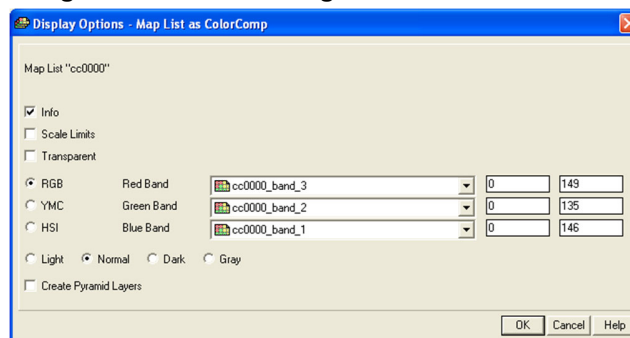 Display Options - Map List as ColorComp
Map List "cc0000"
Info
Scale Limits
Transparent
RGB Red Band cc0000_band_3 0 149
YMC Green Band cc0000_band_2 0 135
HSI Blue Band cc0000_band_1 0 146
Light Normal Dark Gray
Create Pyramid Layers
OK Cancel Help